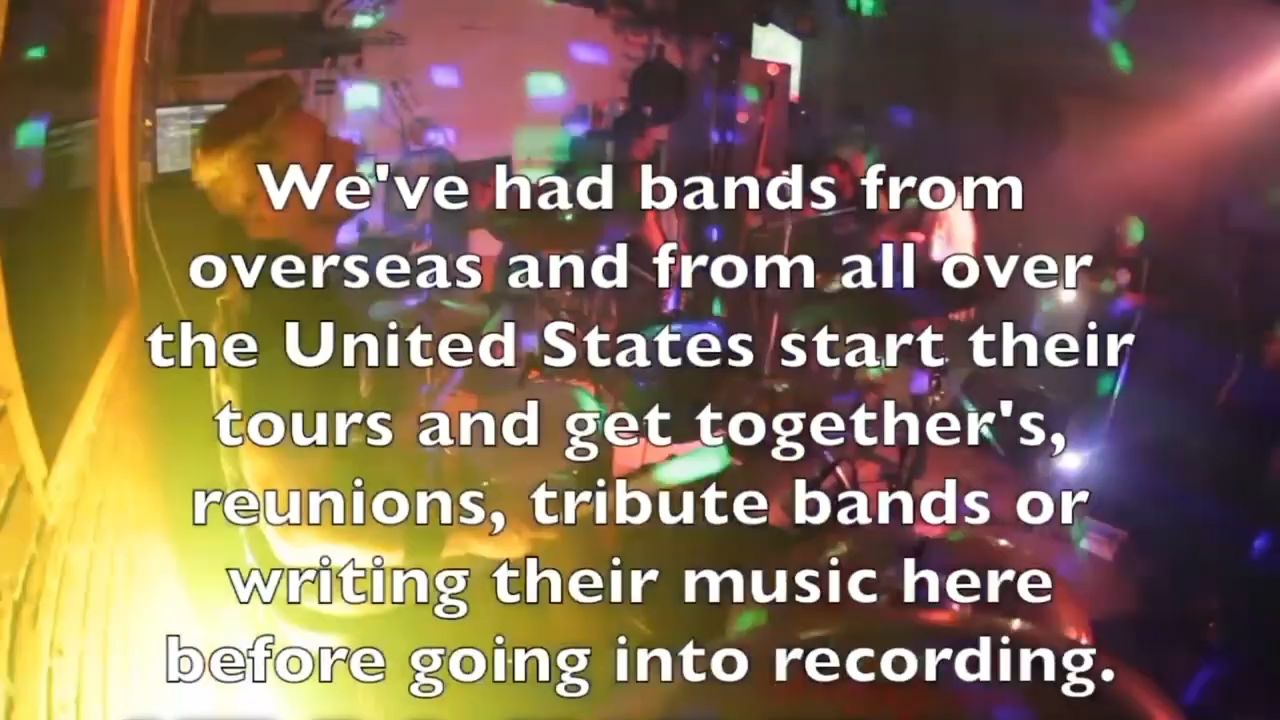 We've had bands from
overseas and from all over
the United States start their
tours and get together's,
reunions, tribute bands or
writing their music here
before going into recording.